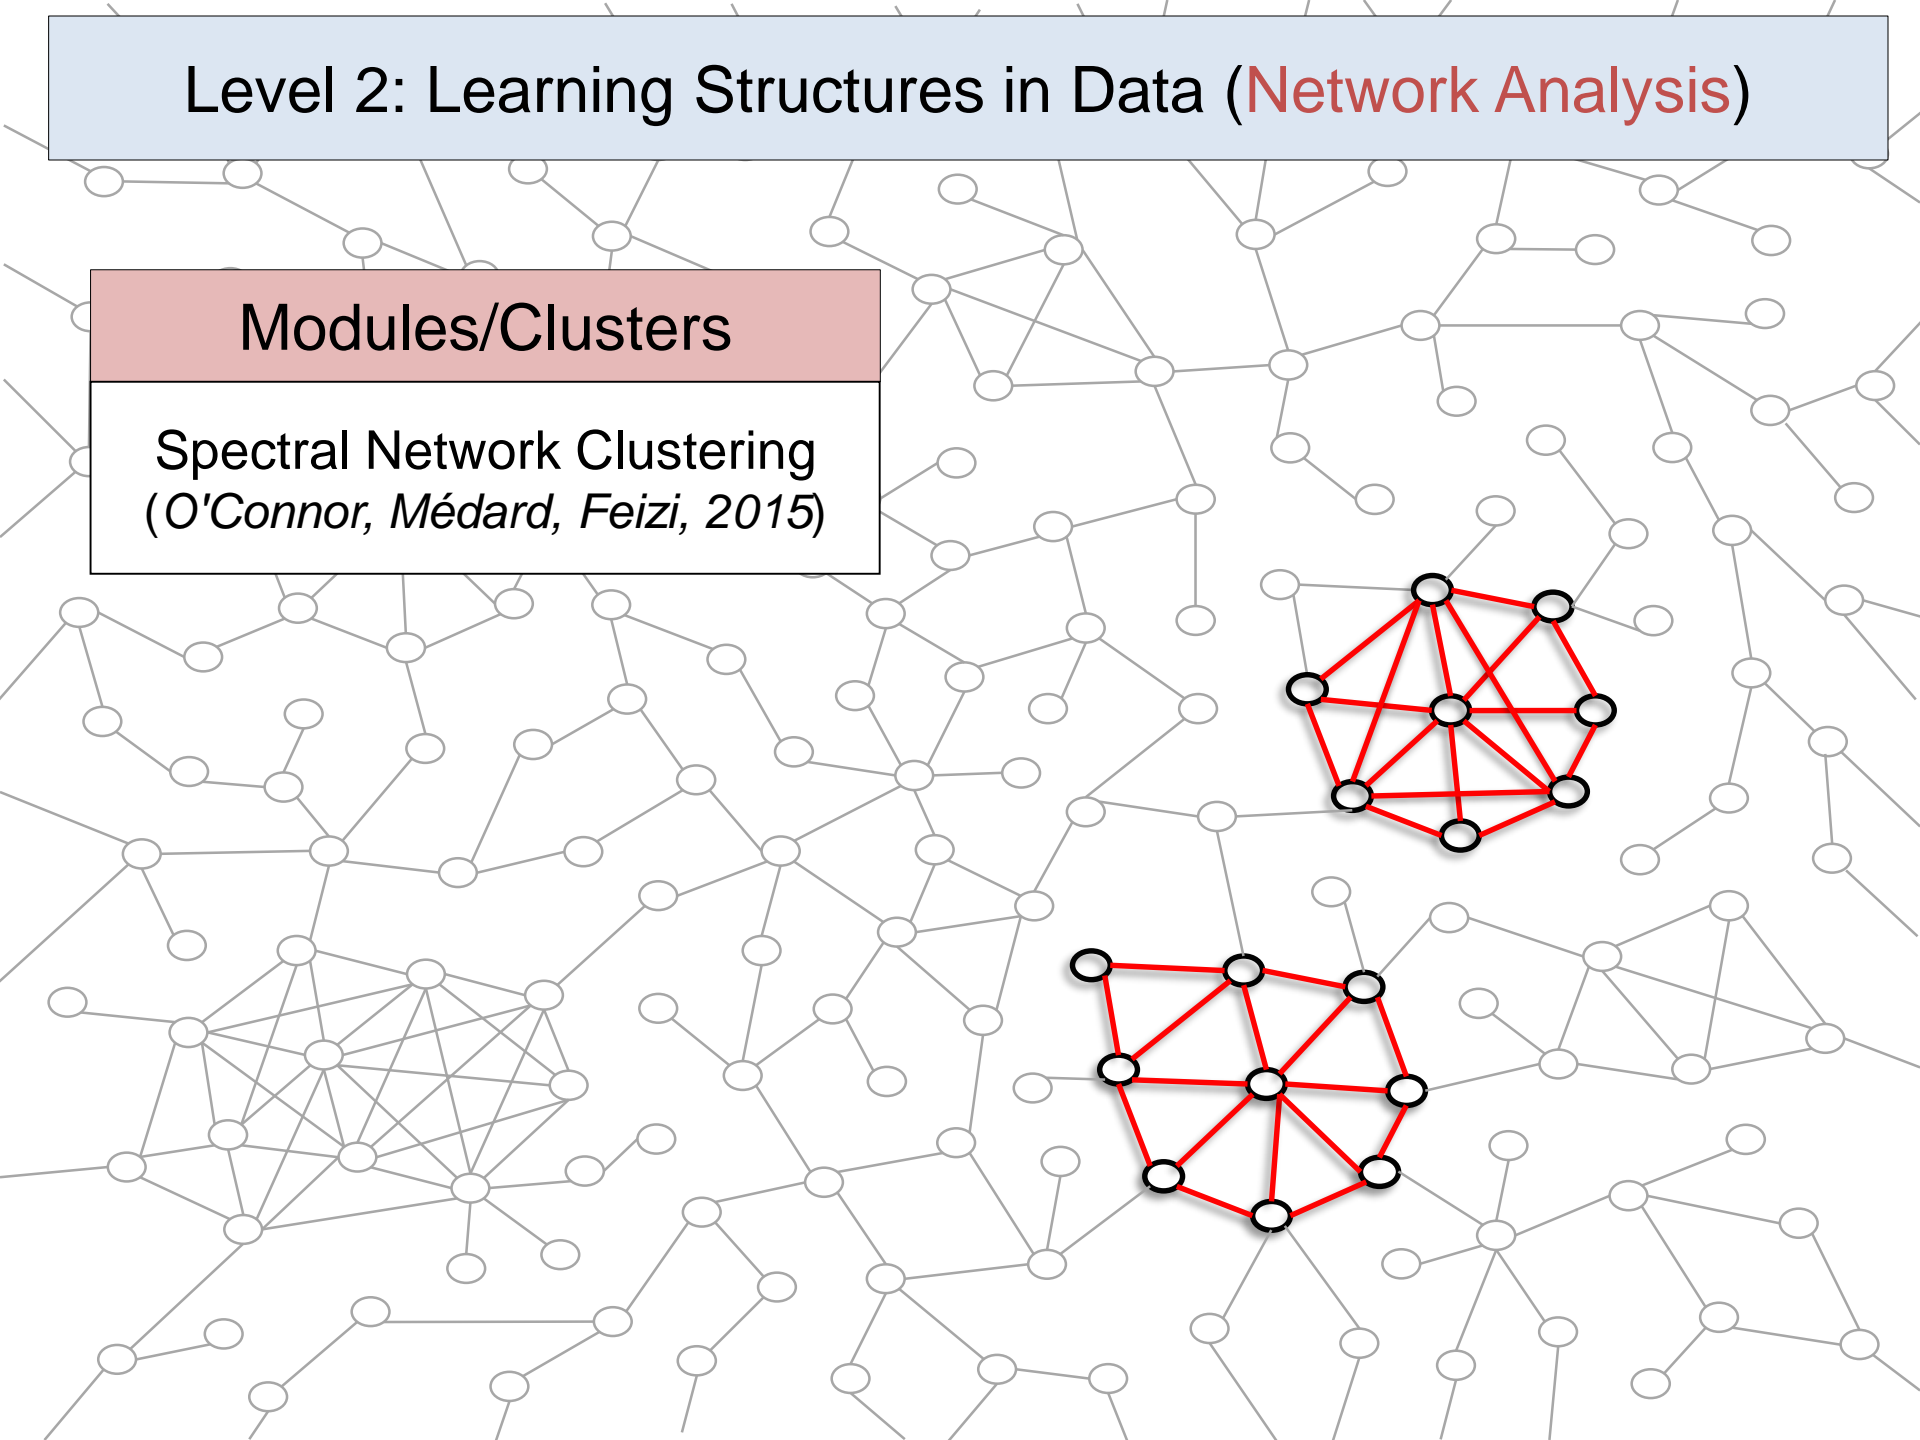 Level 2: Learning Structures in Data (Network Analysis)
Modules/Clusters
Spectral Network Clustering
(O'Connor, Médard, Feizi, 2015)